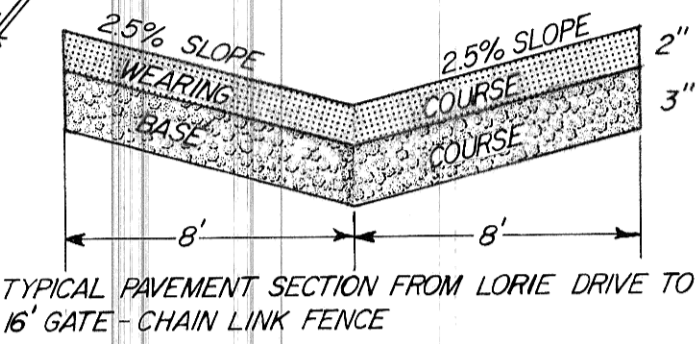 2.5% SLOPE
2.5% SLOPE
2"
WEARING COURSE
3"
BASE COURSE
8' 8'
TYPICAL PAVEMENT SECTION FROM LORIE DRIVE TO
16' GATE - CHAIN LINK FENCE